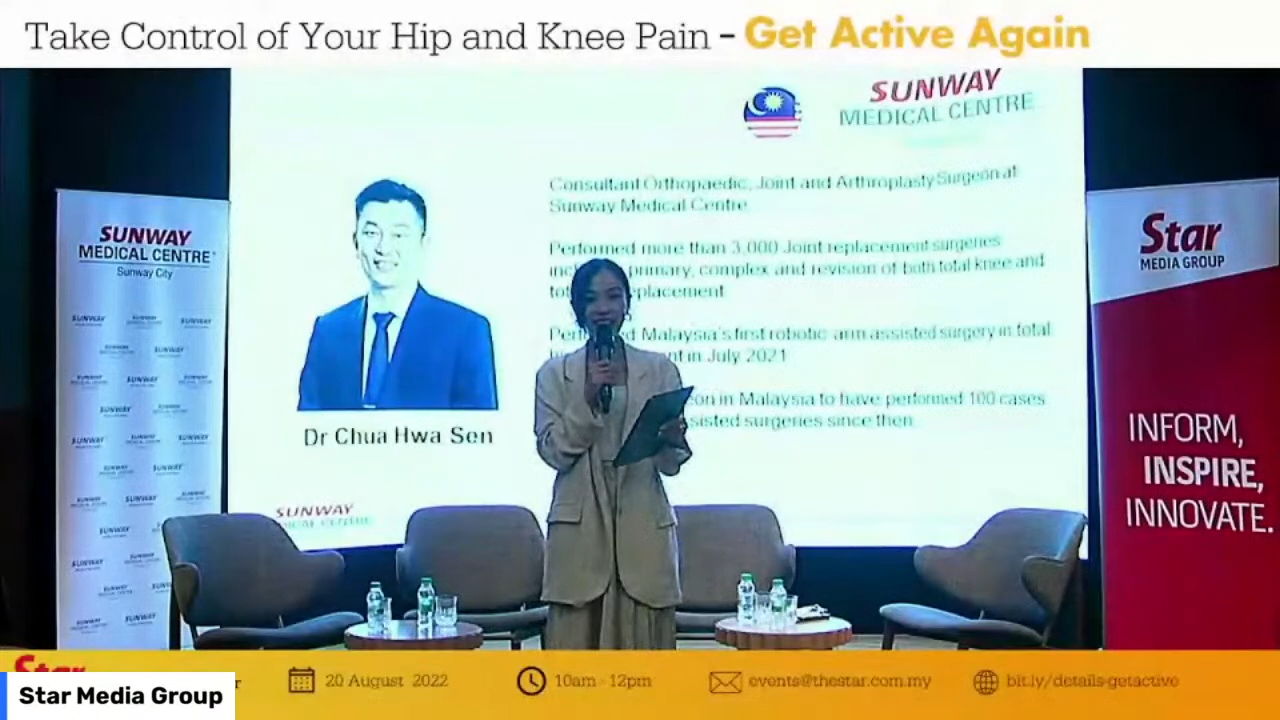 Take Control of Your Hip and Knee Pain – Get Active Again
SUNWAY
MEDICAL CENTRE
Consultant Orthopaedic, Joint and Arthroplasty Surgeon at
Sunway Medical Centre
Performed more than 3,000 Joint replacement surgeries
primary, complex and revision of both total knee and
Malaysia's first robotic arm assisted surgery in total
in July 2021
in Malaysia to have performed 100 cases
surgeries since then
Dr Chua Hwa Sen
SUNWAY
SUNWAY
MEDICAL CENTRE
Sunway City
Star
MEDIA GROUP
INFORM,
INSPIRE,
INNOVATE.
Star
20 August 2022
10am - 12pm
events@thestar.com.my
bit.ly/details-getactive
Star Media Group